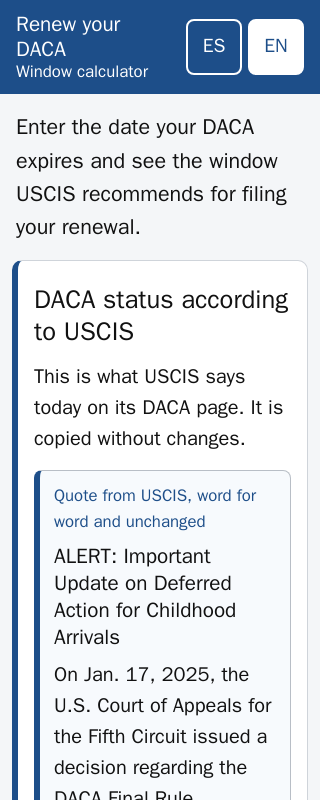 Renew your
DACA
Window calculator
ES
EN
Enter the date your DACA
expires and see the window
USCIS recommends for filing
your renewal.
DACA status according
to USCIS
This is what USCIS says
today on its DACA page. It is
copied without changes.
Quote from USCIS, word for
word and unchanged
ALERT: Important
Update on Deferred
Action for Childhood
Arrivals
On Jan. 17, 2025, the
U.S. Court of Appeals for
the Fifth Circuit issued a
decision regarding the
DACA Final Rule